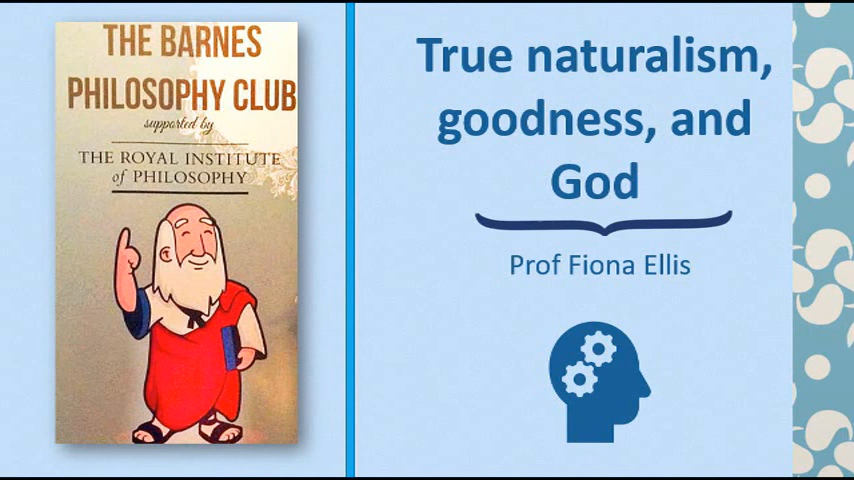 THE BARNES
PHILOSOPHY CLUB
supported by
THE ROYAL INSTITUTE
of PHILOSOPHY
True naturalism,
goodness, and
God
Prof Fiona Ellis